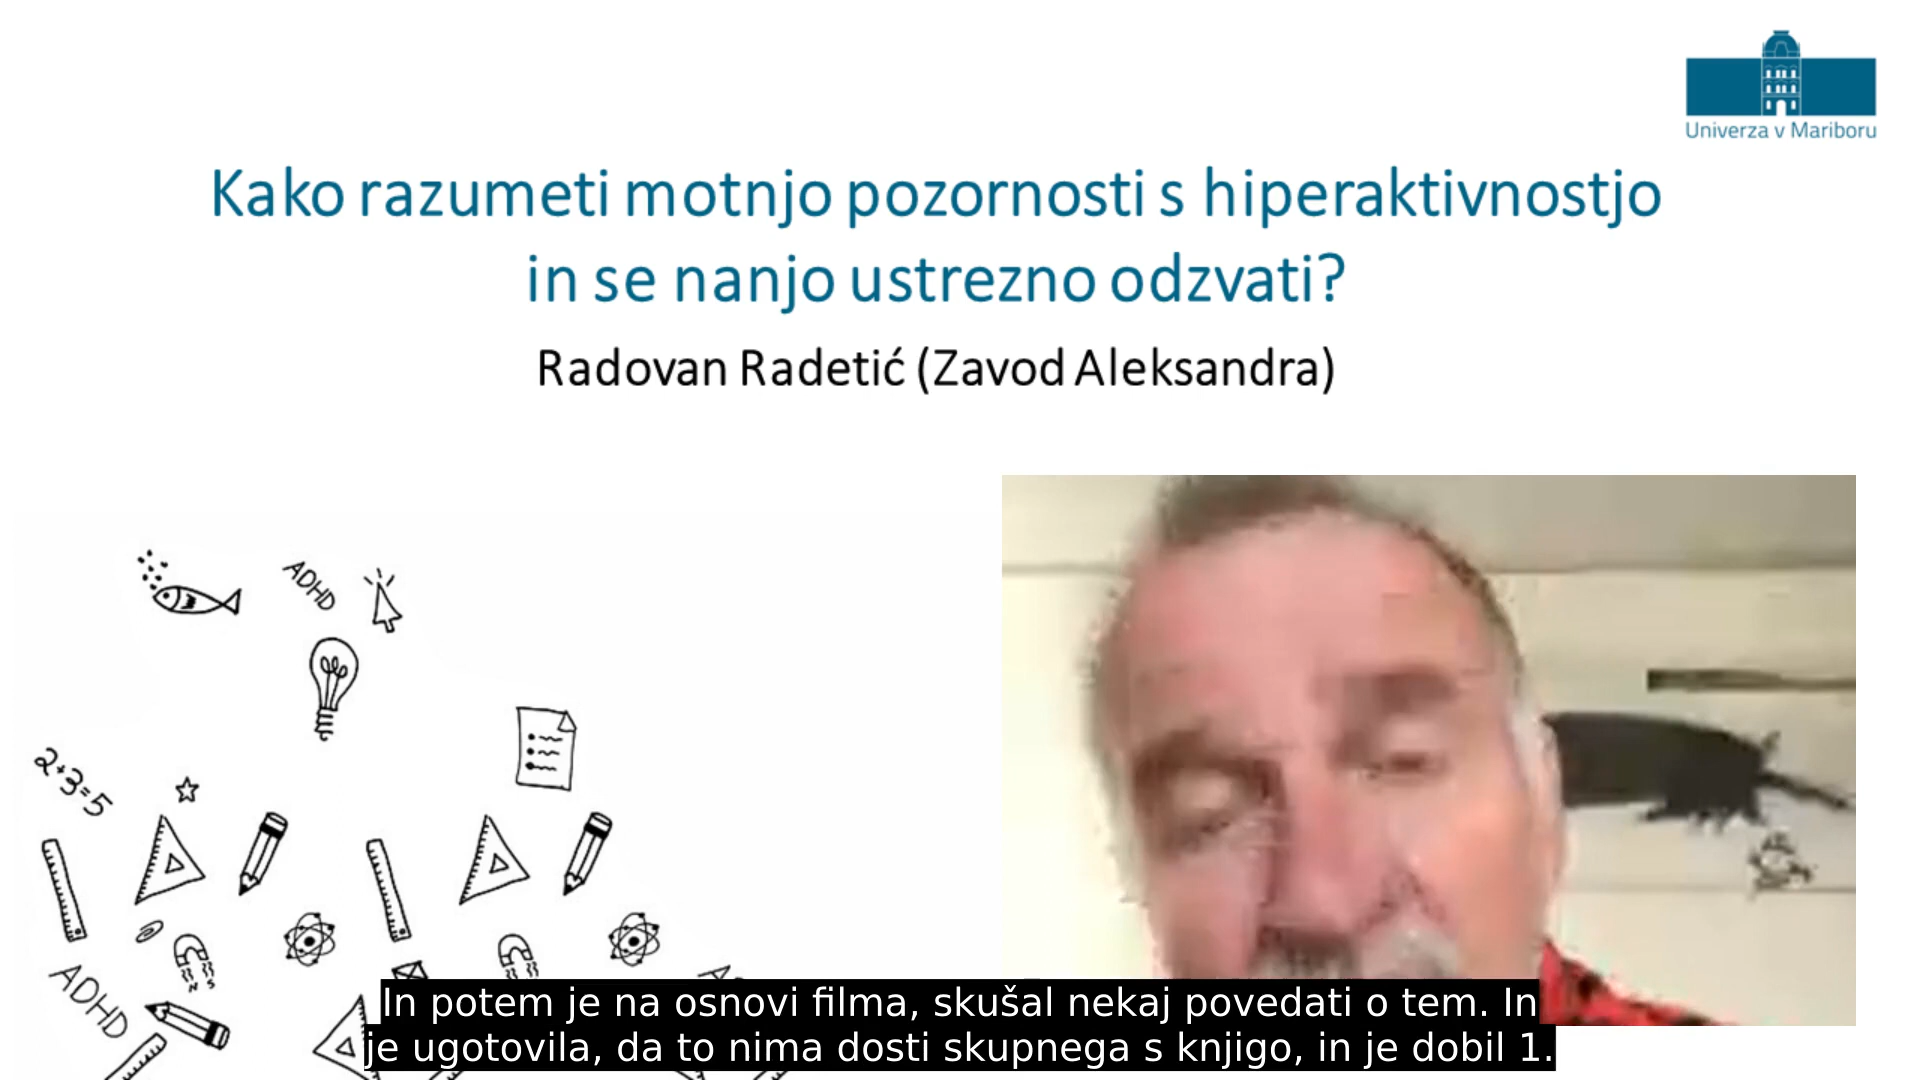 Univerza v Mariboru
Kako razumeti motnjo pozornosti s hiperaktivnostjo
in se nanjo ustrezno odzvati?
Radovan Radetić (Zavod Aleksandra)
ADHD
2+3=5
ADHD
In potem je na osnovi filma, skušal nekaj povedati o tem. In
je ugotovila, da to nima dosti skupnega s knjigo, in je dobil 1.